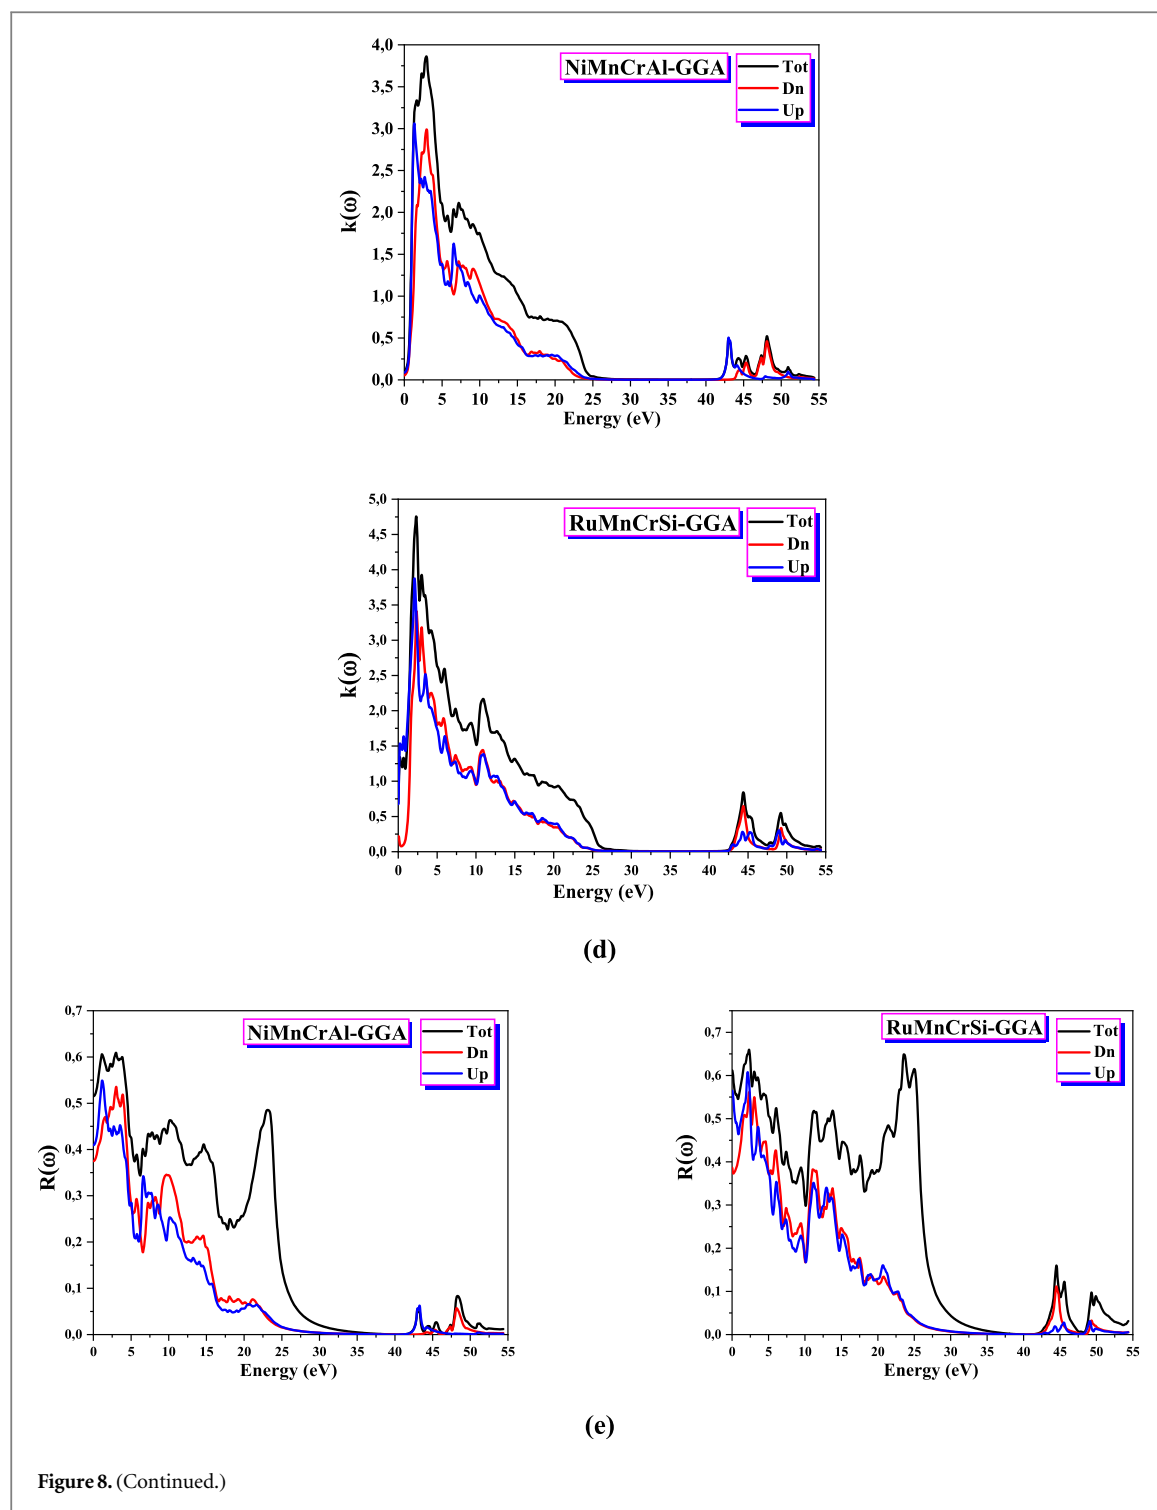 NiMnCrAl-GGA
Tot
Dn
Up
4,0
3,5
3,0
2,5
2,0
1,5
1,0
0,5
0,0
k(ω)
0 5 10 15 20 25 30 35 40 45 50 55
Energy (eV)
RuMnCrSi-GGA
Tot
Dn
Up
5,0
4,5
4,0
3,5
3,0
2,5
2,0
1,5
1,0
0,5
0,0
k(ω)
0 5 10 15 20 25 30 35 40 45 50 55
Energy (eV)
(d)
NiMnCrAl-GGA
Tot
Dn
Up
0,7
0,6
0,5
0,4
0,3
0,2
0,1
0,0
R(ω)
0 5 10 15 20 25 30 35 40 45 50 55
Energy (eV)
RuMnCrSi-GGA
Tot
Dn
Up
0,7
0,6
0,5
0,4
0,3
0,2
0,1
0,0
R(ω)
0 5 10 15 20 25 30 35 40 45 50 55
Energy (eV)
(e)
Figure 8. (Continued.)